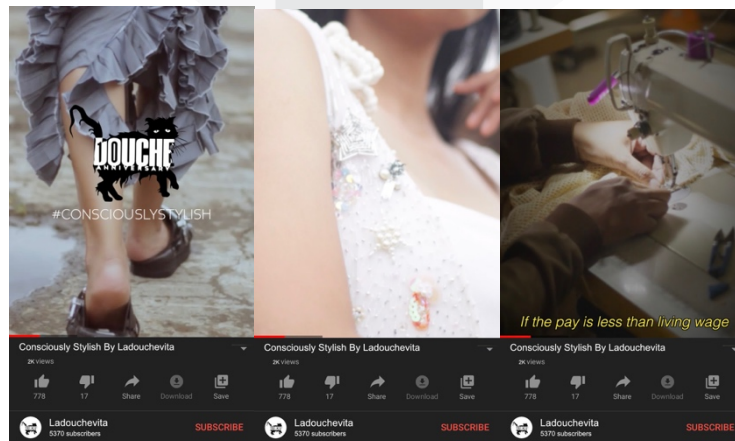 DOUCHE
ANNIVERSARY
#CONSCIOUSLYSTYLISH
Consciously Stylish By Ladouchevita
2K views
778
17
Share
Download
Save
Ladouchevita
5370 subscribers
SUBSCRIBE
Consciously Stylish By Ladouchevita
2K views
778
17
Share
Download
Save
Ladouchevita
5370 subscribers
SUBSCRIBE
If the pay is less than living wage
Consciously Stylish By Ladouchevita
2K views
778
17
Share
Download
Save
Ladouchevita
5370 subscribers
SUBSCRIBE